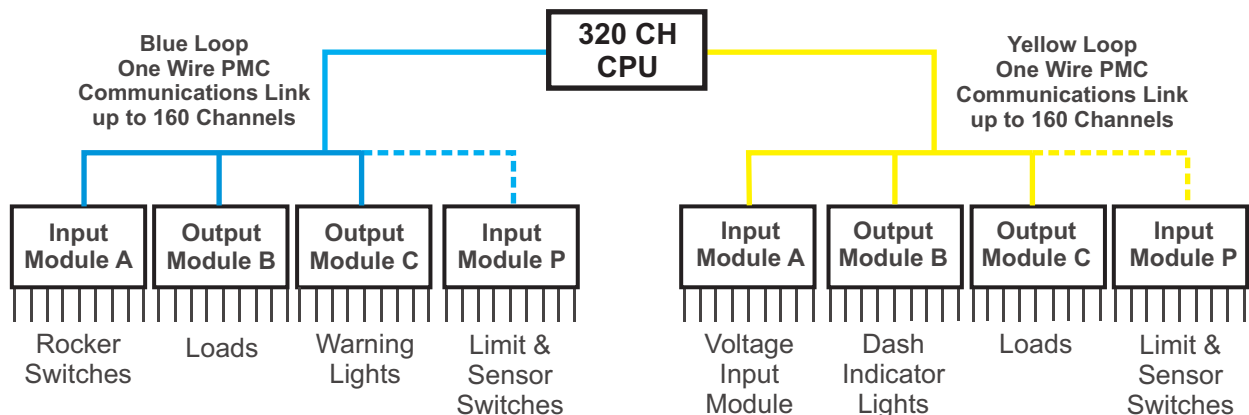 320 CH
CPU
Blue Loop
One Wire PMC
Communications Link
up to 160 Channels
Yellow Loop
One Wire PMC
Communications Link
up to 160 Channels
Input
Module A
Output
Module B
Output
Module C
Input
Module P
Input
Module A
Output
Module B
Output
Module C
Input
Module P
Rocker
Switches
Loads
Warning
Lights
Limit &
Sensor
Switches
Voltage
Input
Module
Dash
Indicator
Lights
Loads
Limit &
Sensor
Switches